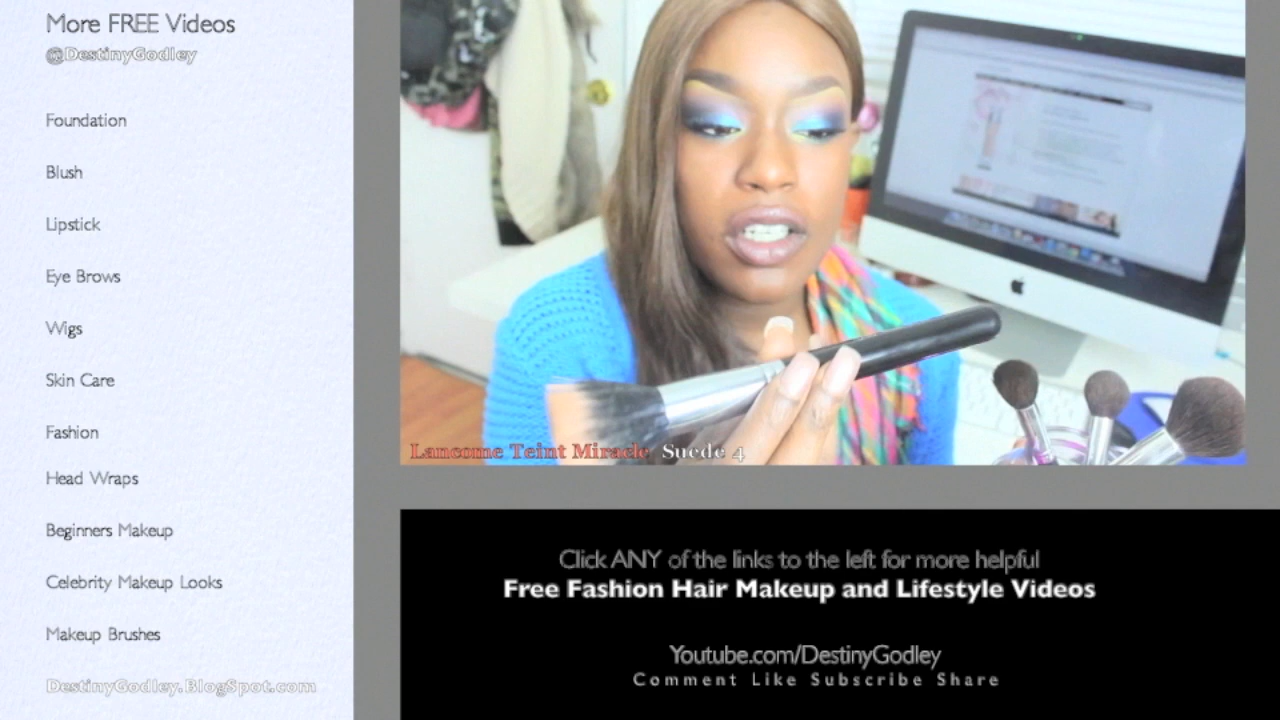 More FREE Videos
@DestinyGodley
Foundation
Blush
Lipstick
Eye Brows
Wigs
Skin Care
Fashion
Head Wraps
Beginners Makeup
Celebrity Makeup Looks
Makeup Brushes
DestinyGodley.BlogSpot.com
Lancome Teint Miracle Suede 4
Click ANY of the links to the left for more helpful
Free Fashion Hair Makeup and Lifestyle Videos
Youtube.com/DestinyGodley
Comment Like Subscribe Share